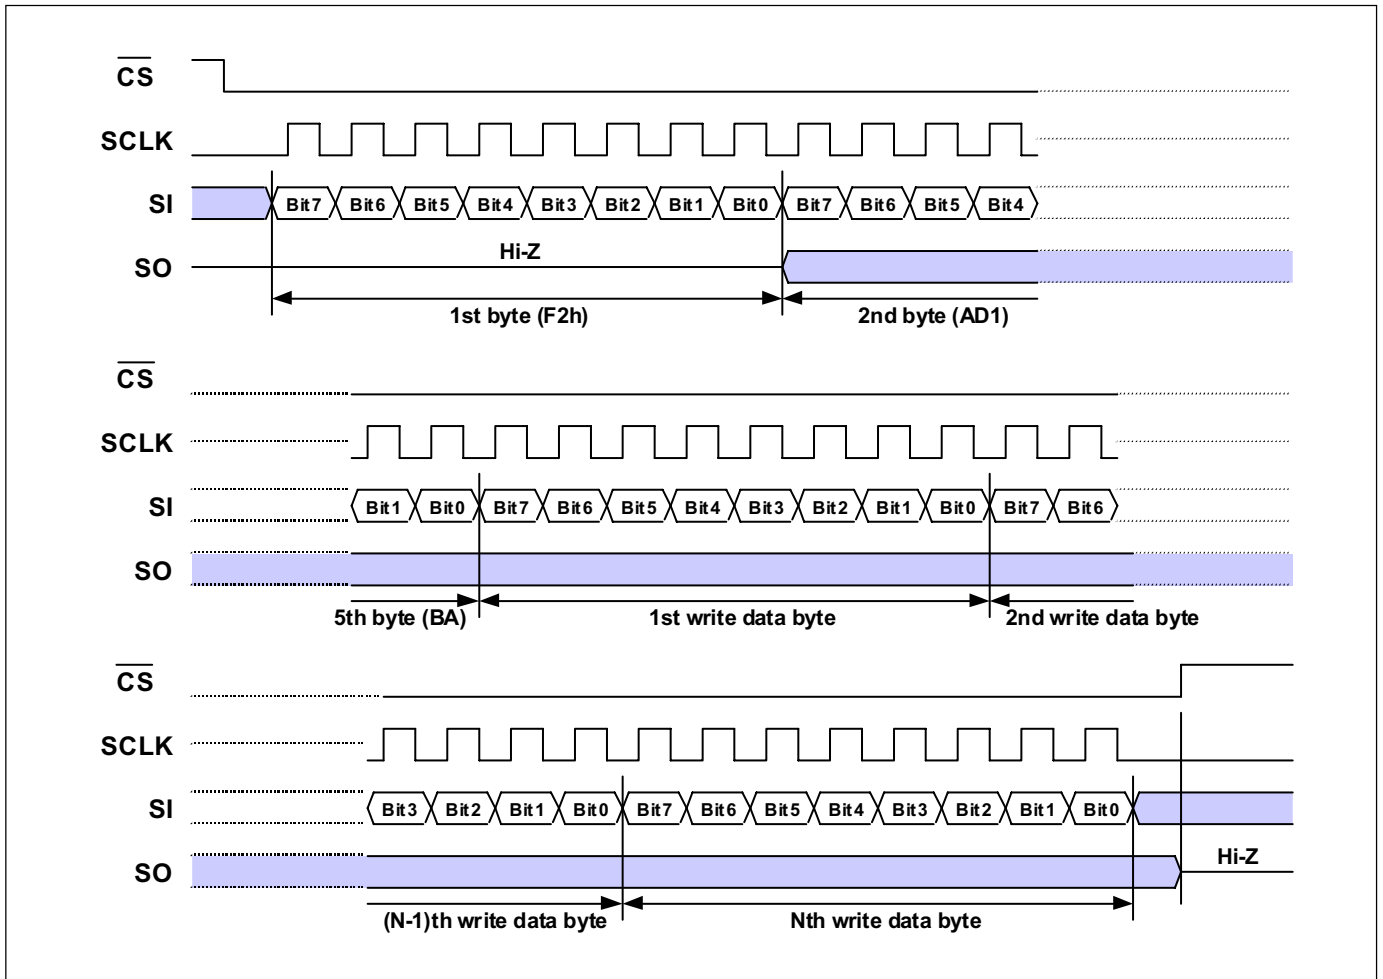 CS
SCLK
SI Bit7 Bit6 Bit5 Bit4 Bit3 Bit2 Bit1 Bit0 Bit7 Bit6 Bit5 Bit4
Hi-Z
SO
1st byte (F2h) 2nd byte (AD1)
CS
SCLK
SI Bit1 Bit0 Bit7 Bit6 Bit5 Bit4 Bit3 Bit2 Bit1 Bit0 Bit7 Bit6
SO
5th byte (BA) 1st write data byte 2nd write data byte
CS
SCLK
SI Bit3 Bit2 Bit1 Bit0 Bit7 Bit6 Bit5 Bit4 Bit3 Bit2 Bit1 Bit0
Hi-Z
SO
(N-1)th write data byte Nth write data byte